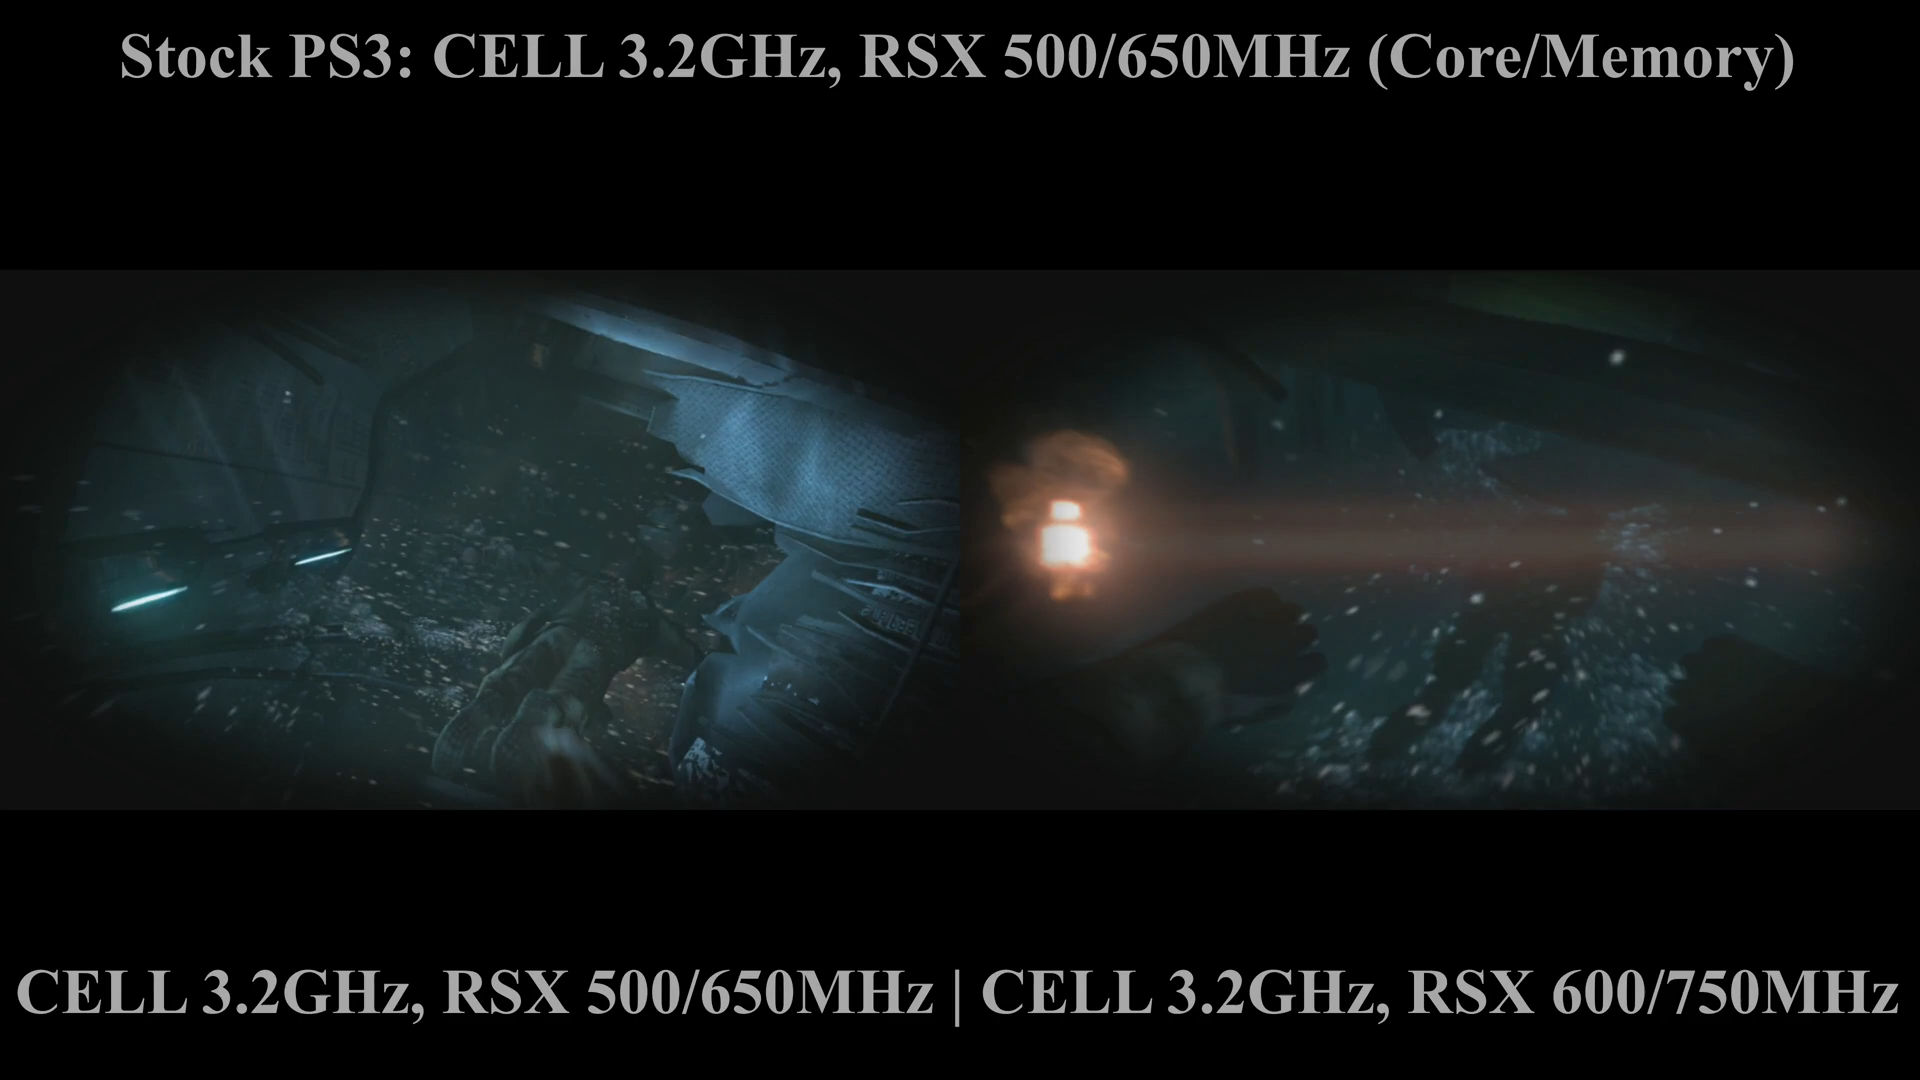 Stock PS3: CELL 3.2GHz, RSX 500/650MHz (Core/Memory)
CELL 3.2GHz, RSX 500/650MHz | CELL 3.2GHz, RSX 600/750MHz